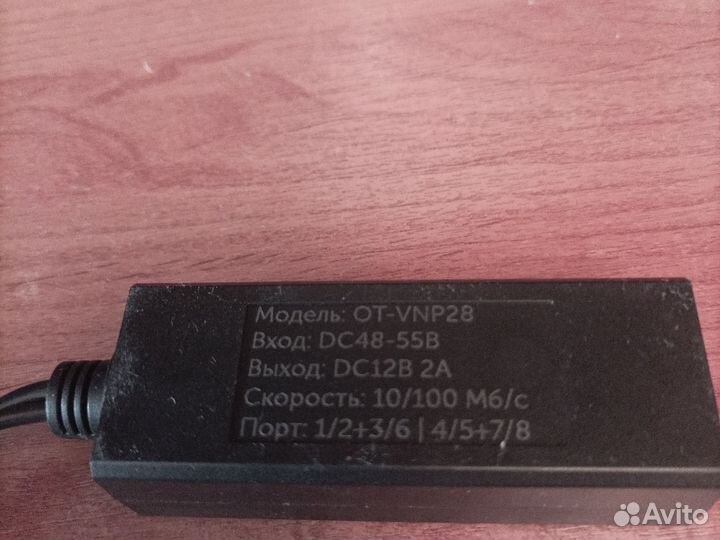 Модель: OT-VNP28
Вход: DC48-55В
Выход: DC12В 2А
Скорость: 10/100 Мб/с
Порт: 1/2+3/6 | 4/5+7/8
Avito